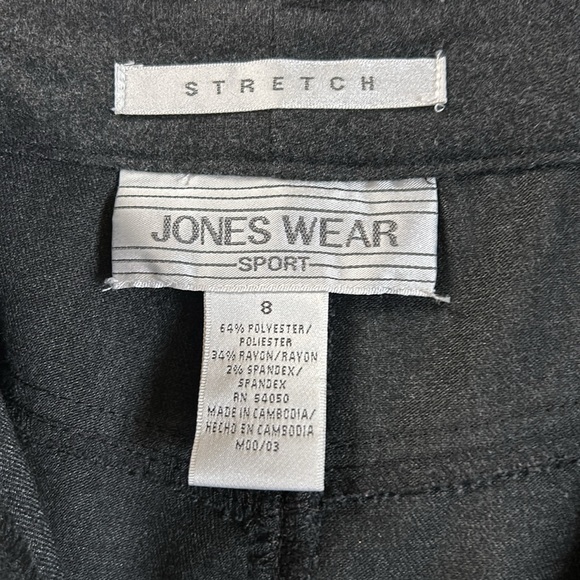 STRETCH
JONES WEAR
SPORT
8
64% POLYESTER/
POLIESTER
34% RAYON/RAYON
2% SPANDEX/
SPANDEX
RN 54050
MADE IN CAMBODIA/
HECHO EN CAMBODIA
M00/03